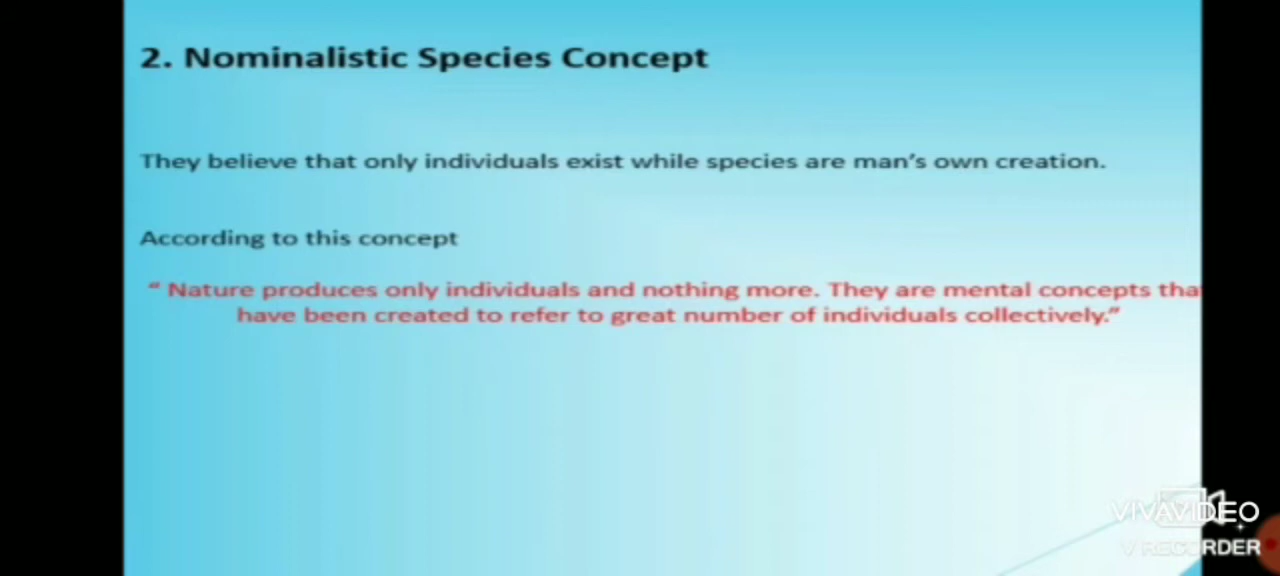 2. Nominalistic Species Concept
They believe that only individuals exist while species are man's own creation.
According to this concept
“ Nature produces only individuals and nothing more. They are mental concepts tha
have been created to refer to great number of individuals collectively.”
VIVAVIDEO
V RECORDER